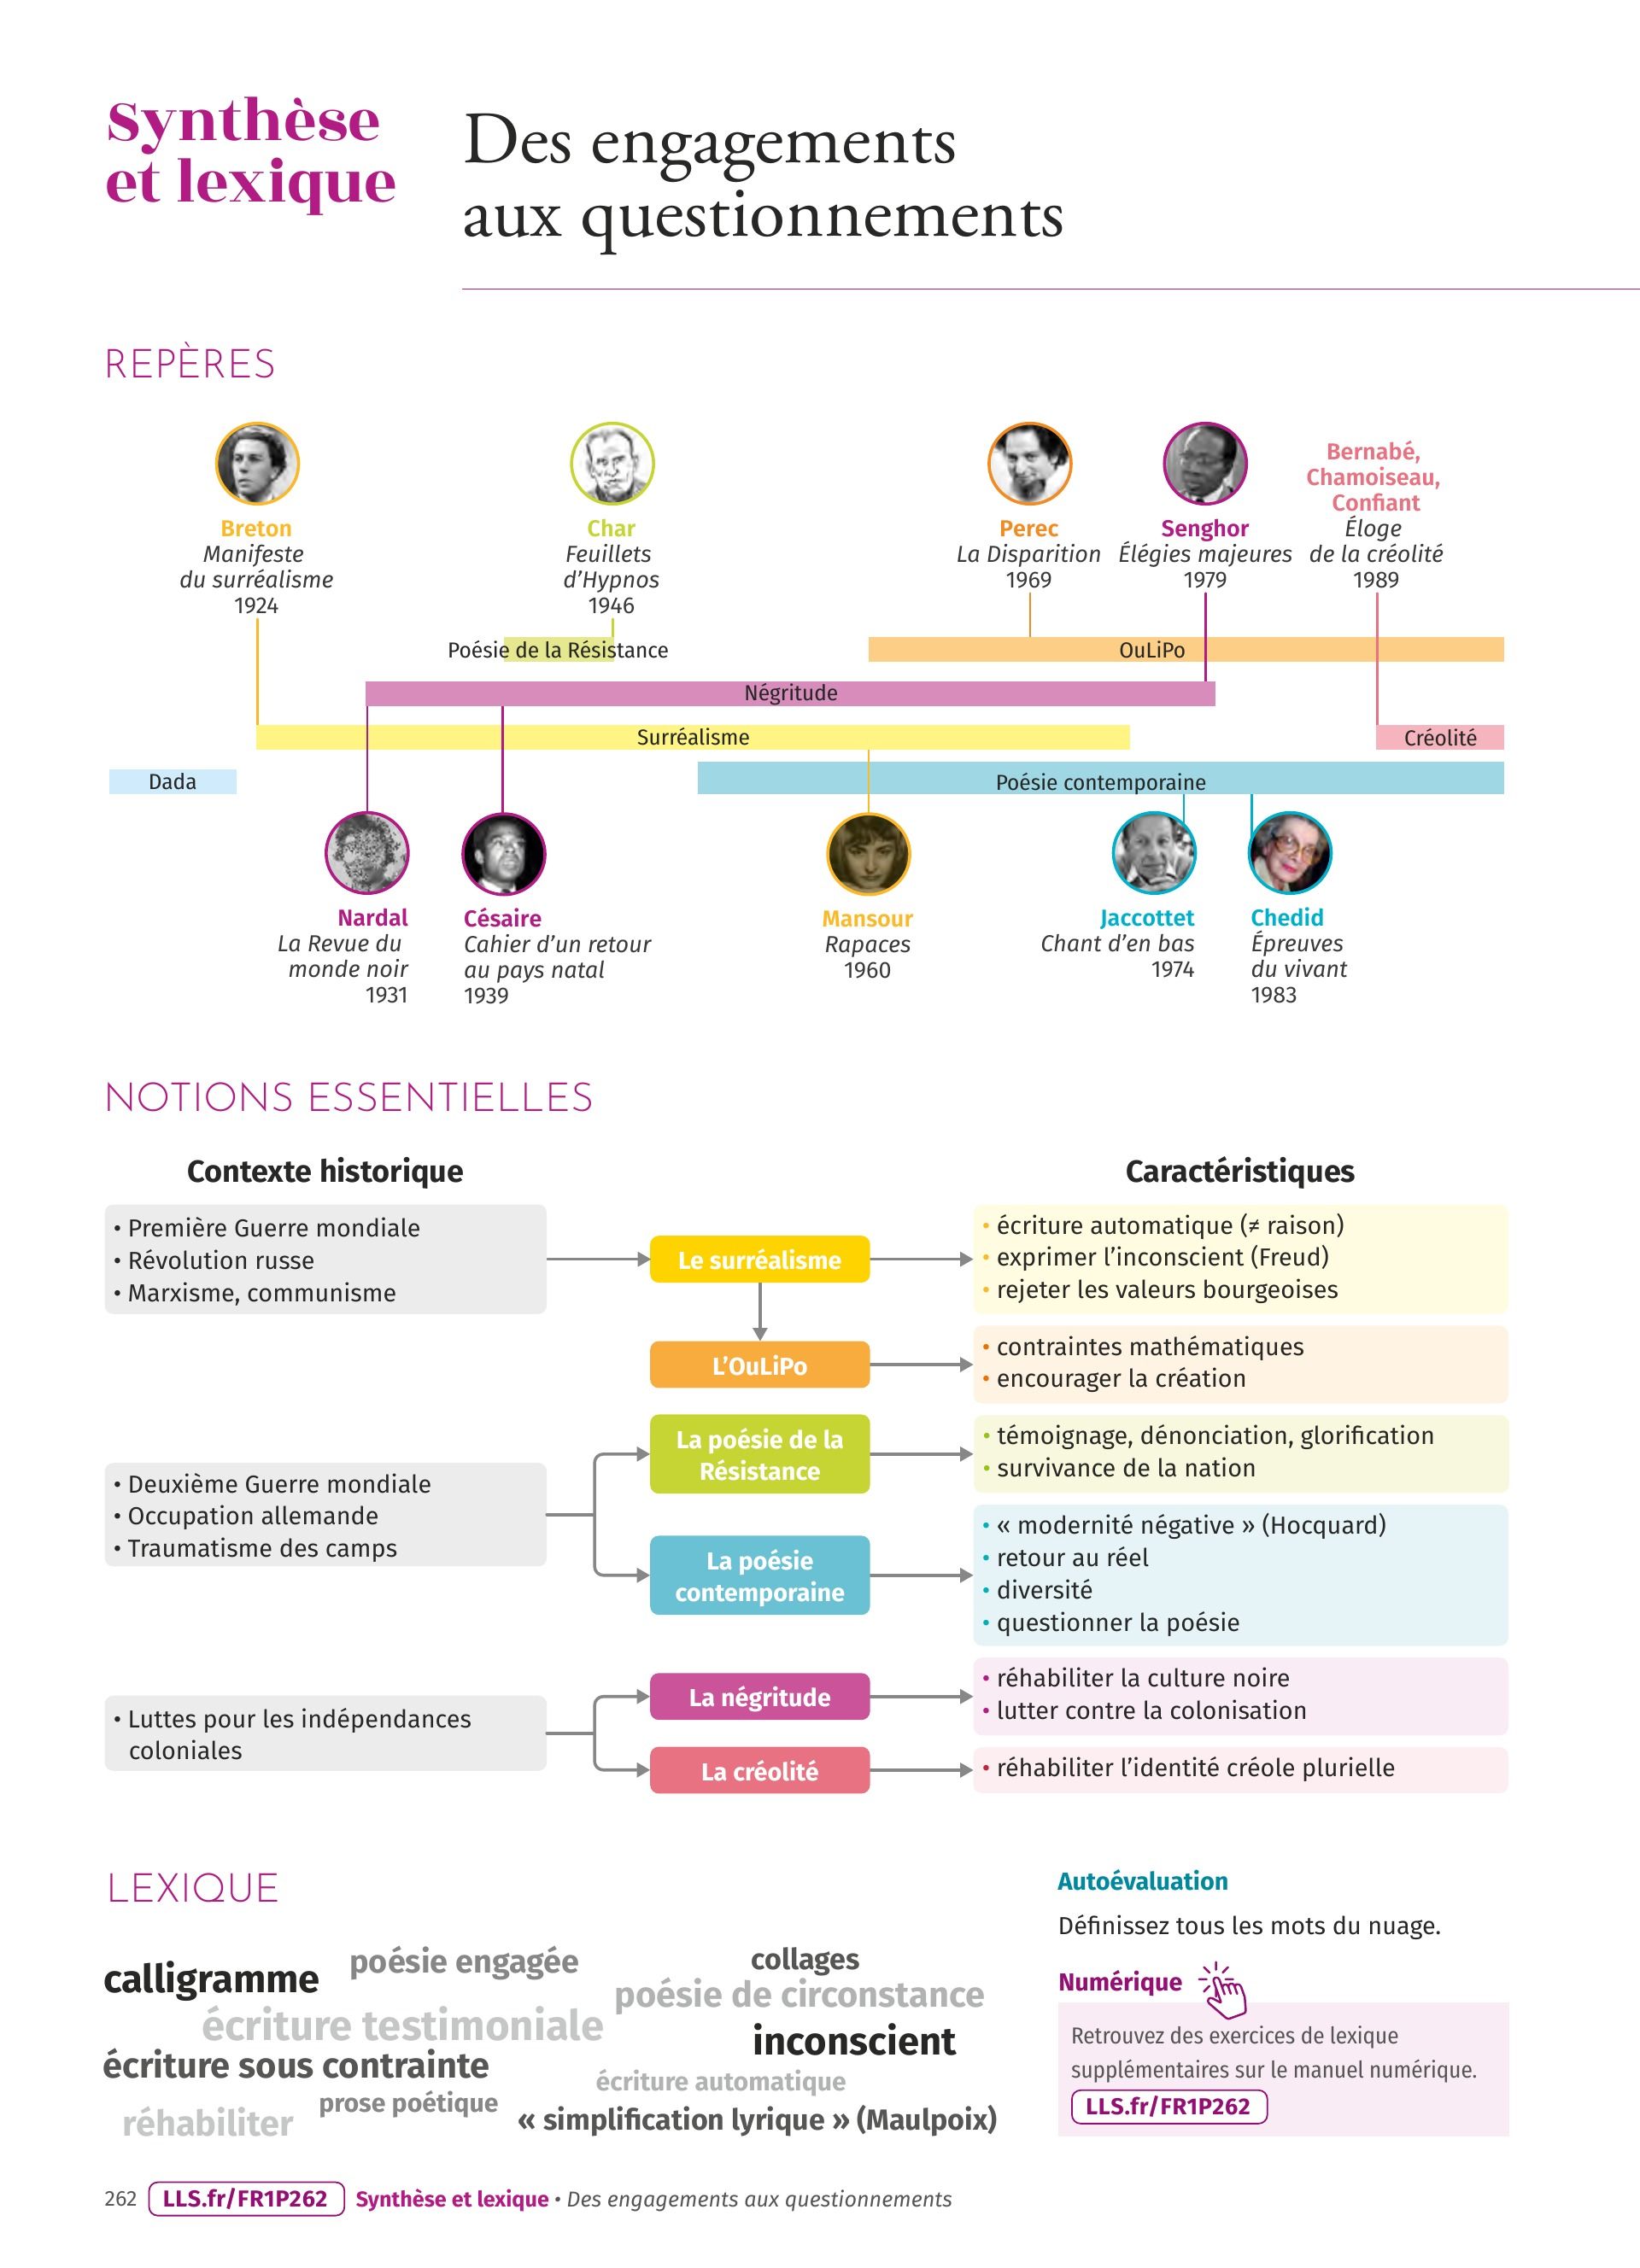 Synthèse
et lexique
Des engagements
aux questionnements
REPÈRES
Breton
Manifeste
du surréalisme
1924
Char
Feuillets
d'Hypnos
1946
Perec
La Disparition
1969
Senghor
Élégies majeures
1979
Bernabé,
Chamoiseau,
Confiant
Éloge
de la créolité
1989
Poésie de la Résistance
OuLiPo
Négritude
Surréalisme
Créolité
Dada
Poésie contemporaine
Nardal
La Revue du
monde noir
1931
Césaire
Cahier d'un retour
au pays natal
1939
Mansour
Rapaces
1960
Jaccottet
Chant d'en bas
1974
Chedid
Épreuves
du vivant
1983
NOTIONS ESSENTIELLES
Contexte historique
Caractéristiques
• Première Guerre mondiale
• Révolution russe
• Marxisme, communisme
Le surréalisme
• écriture automatique (≠ raison)
• exprimer l'inconscient (Freud)
• rejeter les valeurs bourgeoises
L'OuLiPo
• contraintes mathématiques
• encourager la création
• Deuxième Guerre mondiale
• Occupation allemande
• Traumatisme des camps
La poésie de la
Résistance
• témoignage, dénonciation, glorification
• survivance de la nation
La poésie
contemporaine
• « modernité négative » (Hocquard)
• retour au réel
• diversité
• questionner la poésie
• Luttes pour les indépendances
coloniales
La négritude
• réhabiliter la culture noire
• lutter contre la colonisation
La créolité
• réhabiliter l'identité créole plurielle
LEXIQUE
calligramme
poésie engagée
collages
poésie de circonstance
écriture testimoniale
inconscient
écriture sous contrainte
écriture automatique
prose poétique
réhabiliter
« simplification lyrique » (Maulpoix)
Autoévaluation
Définissez tous les mots du nuage.
Numérique
Retrouvez des exercices de lexique
supplémentaires sur le manuel numérique.
LLS.fr/FR1P262
262 LLS.fr/FR1P262 Synthèse et lexique • Des engagements aux questionnements